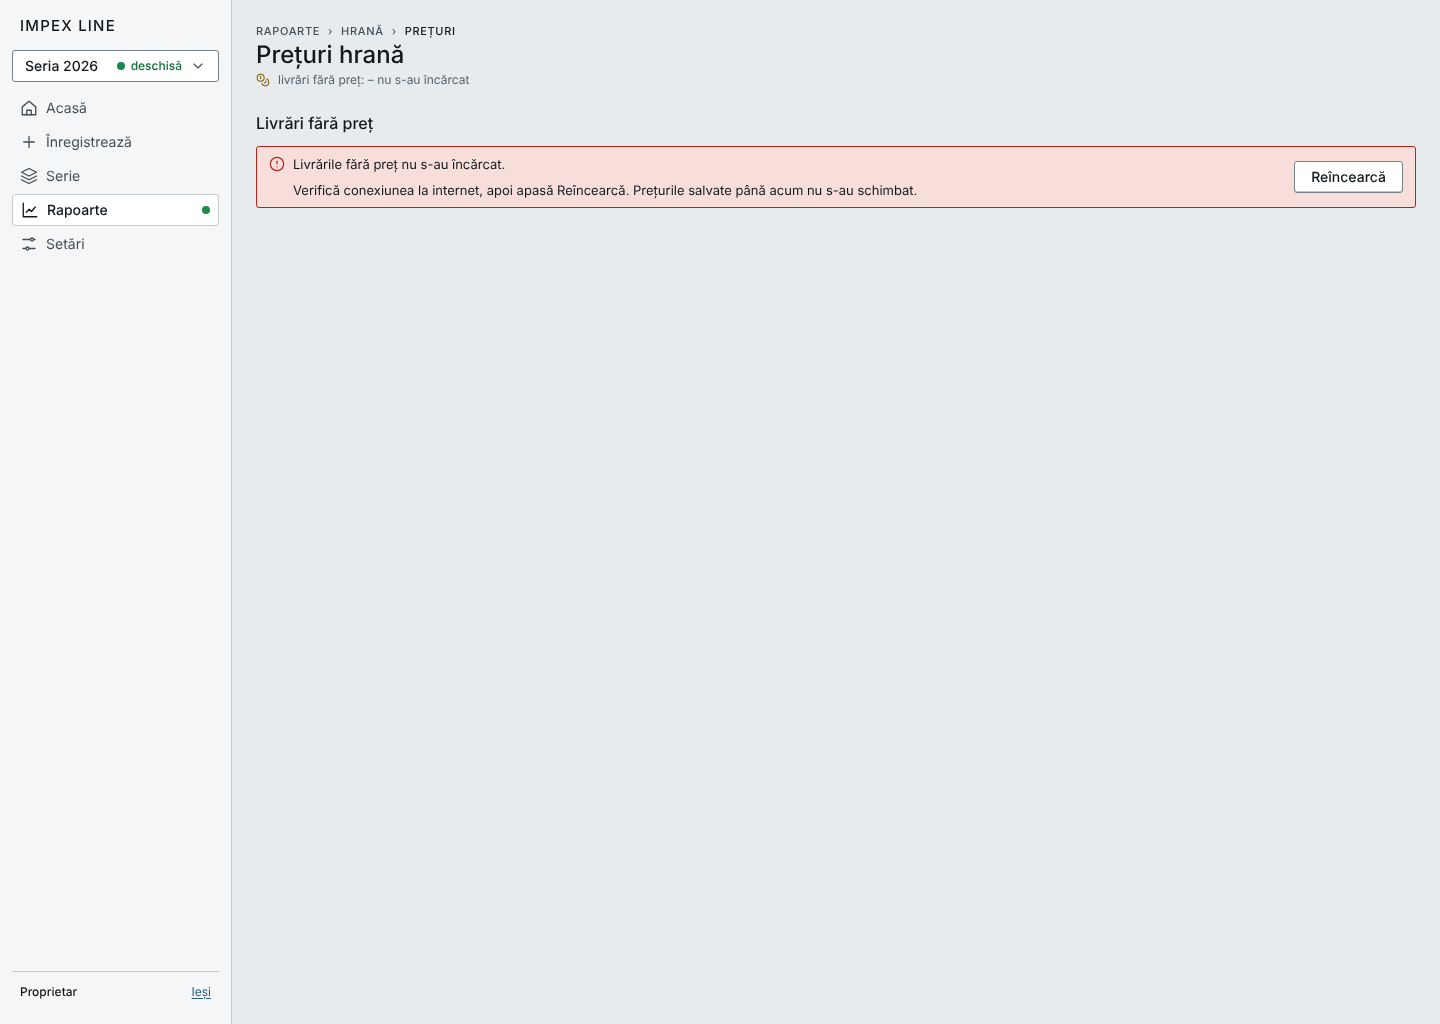 IMPEX LINE
Seria 2026 deschisă
Acasă
Înregistrează
Serie
Rapoarte
Setări
Proprietar Ieși
RAPOARTE › HRANĂ › PREȚURI
Prețuri hrană
livrări fără preț: – nu s-au încărcat
Livrări fără preț
Livrările fără preț nu s-au încărcat.
Verifică conexiunea la internet, apoi apasă Reîncearcă. Prețurile salvate până acum nu s-au schimbat.
Reîncearcă